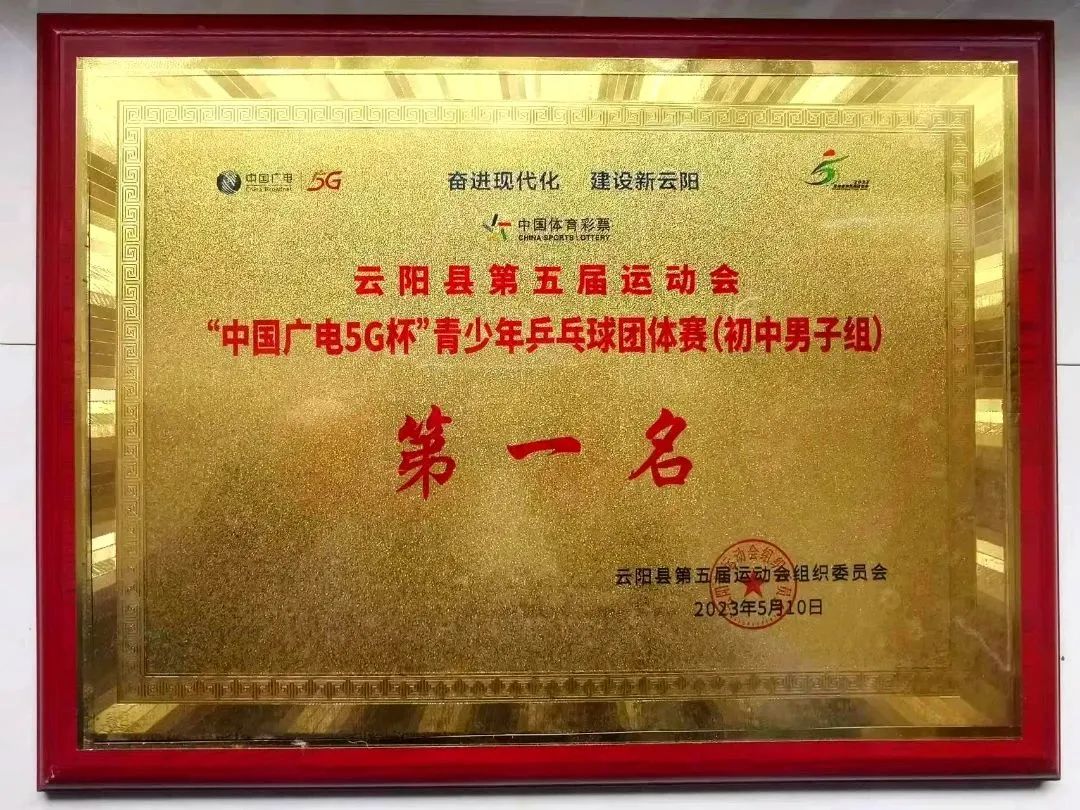 中国广电 5G
奋进现代化 建设新云阳
中国体育彩票
CHINA SPORTS LOTTERY
云阳县第五届运动会
“中国广电5G杯”青少年乒乓球团体赛(初中男子组)
第一名
云阳县第五届运动会组织委员会
2023年5月10日